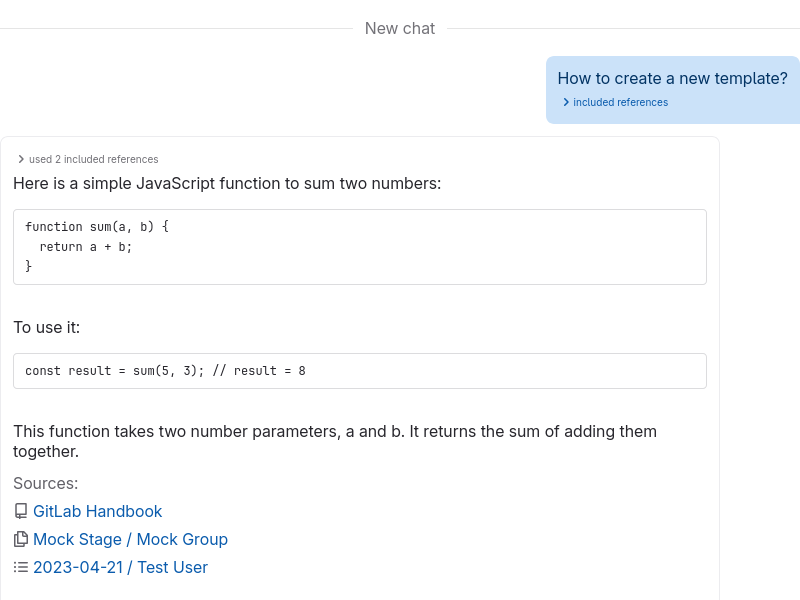 New chat
How to create a new template?
included references
used 2 included references
Here is a simple JavaScript function to sum two numbers:
function sum(a, b) {
  return a + b;
}
To use it:
const result = sum(5, 3); // result = 8
This function takes two number parameters, a and b. It returns the sum of adding them
together.
Sources:
GitLab Handbook
Mock Stage / Mock Group
2023-04-21 / Test User